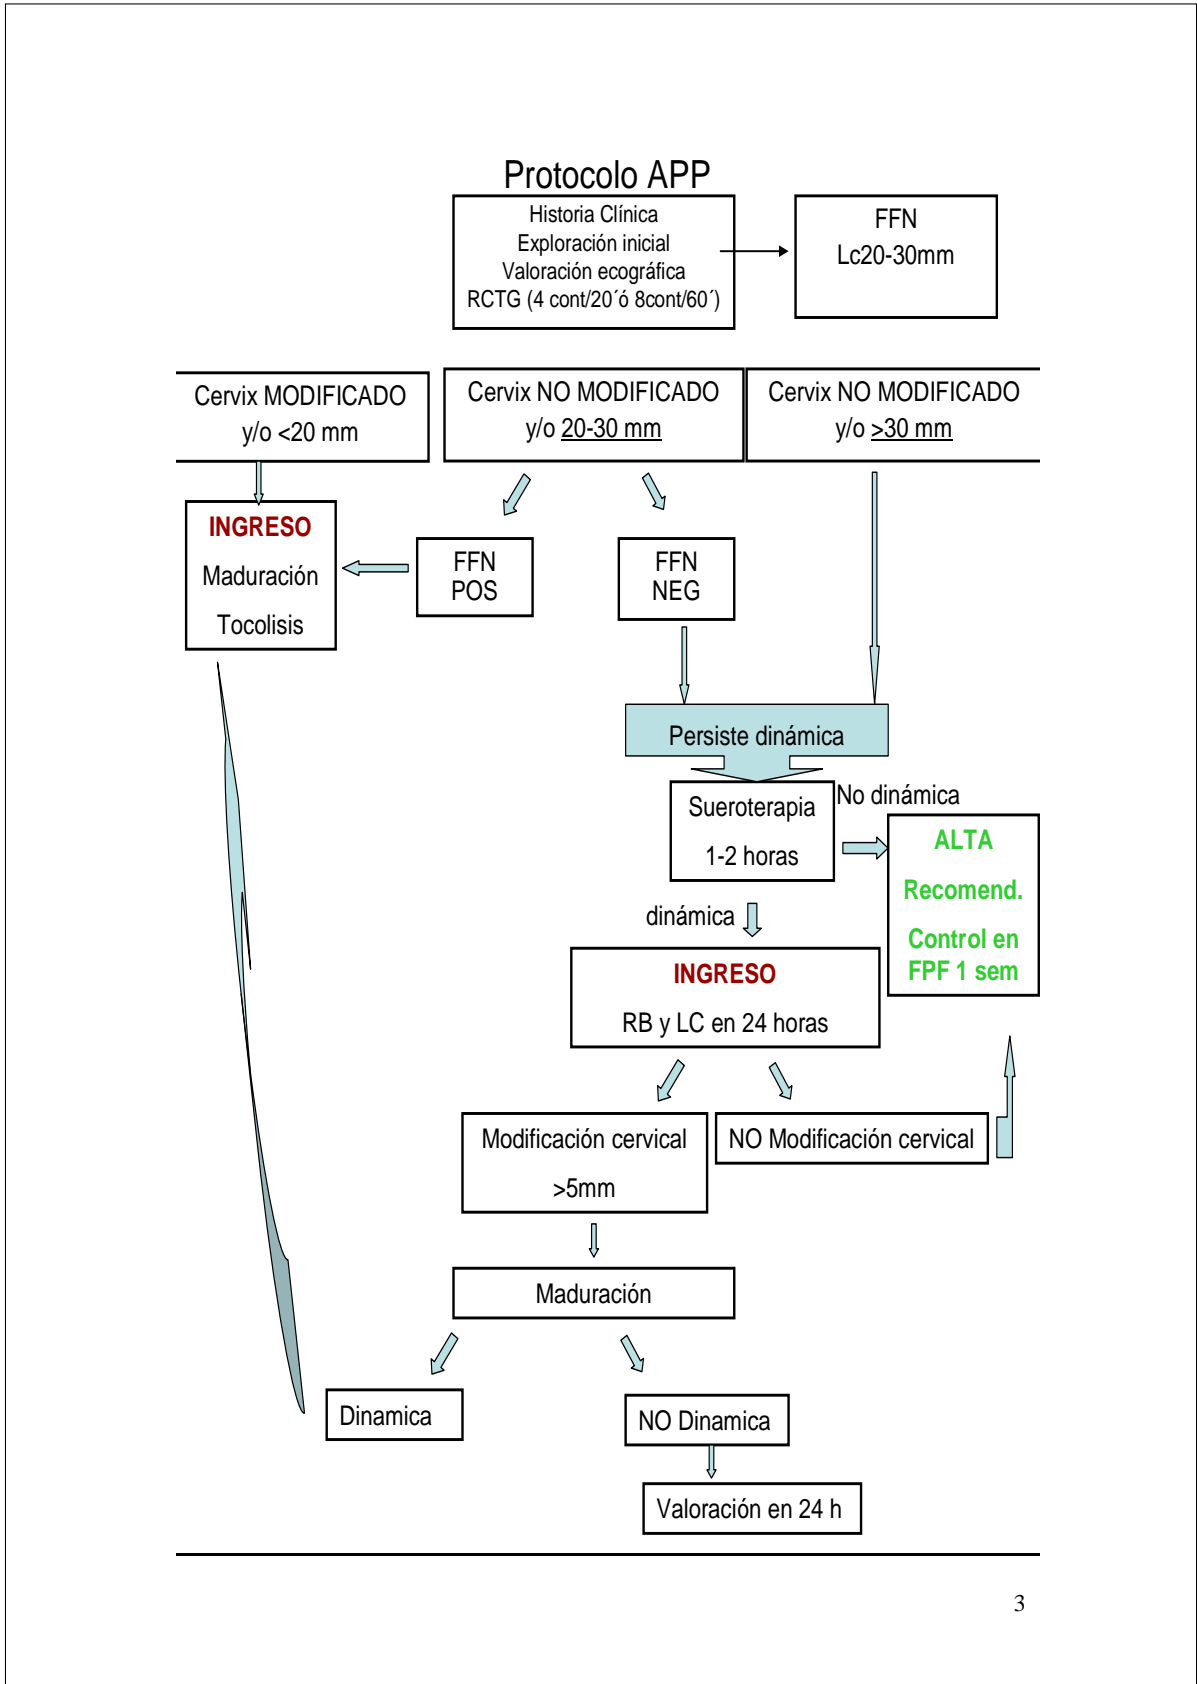 Protocolo APP
Historia Clínica
Exploración inicial
Valoración ecográfica
RCTG (4 cont/20´ó 8cont/60´)
FFN
Lc20-30mm
Cervix MODIFICADO
y/o <20 mm
Cervix NO MODIFICADO
y/o 20-30 mm
Cervix NO MODIFICADO
y/o >30 mm
INGRESO
Maduración
Tocolisis
FFN
POS
FFN
NEG
Persiste dinámica
Sueroterapia
1-2 horas
No dinámica
ALTA
Recomend.
Control en
FPF 1 sem
dinámica
INGRESO
RB y LC en 24 horas
Modificación cervical
>5mm
NO Modificación cervical
Maduración
Dinamica
NO Dinamica
Valoración en 24 h
3